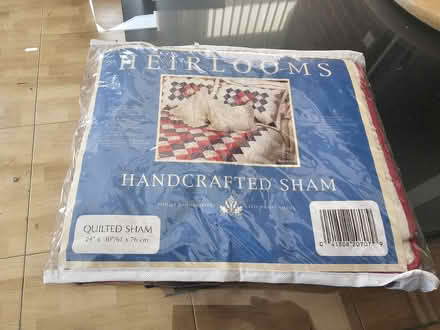 HEIRLOOMS
HANDCRAFTED SHAM
QUILTED SHAM
24" x 30"/61 x 76 cm